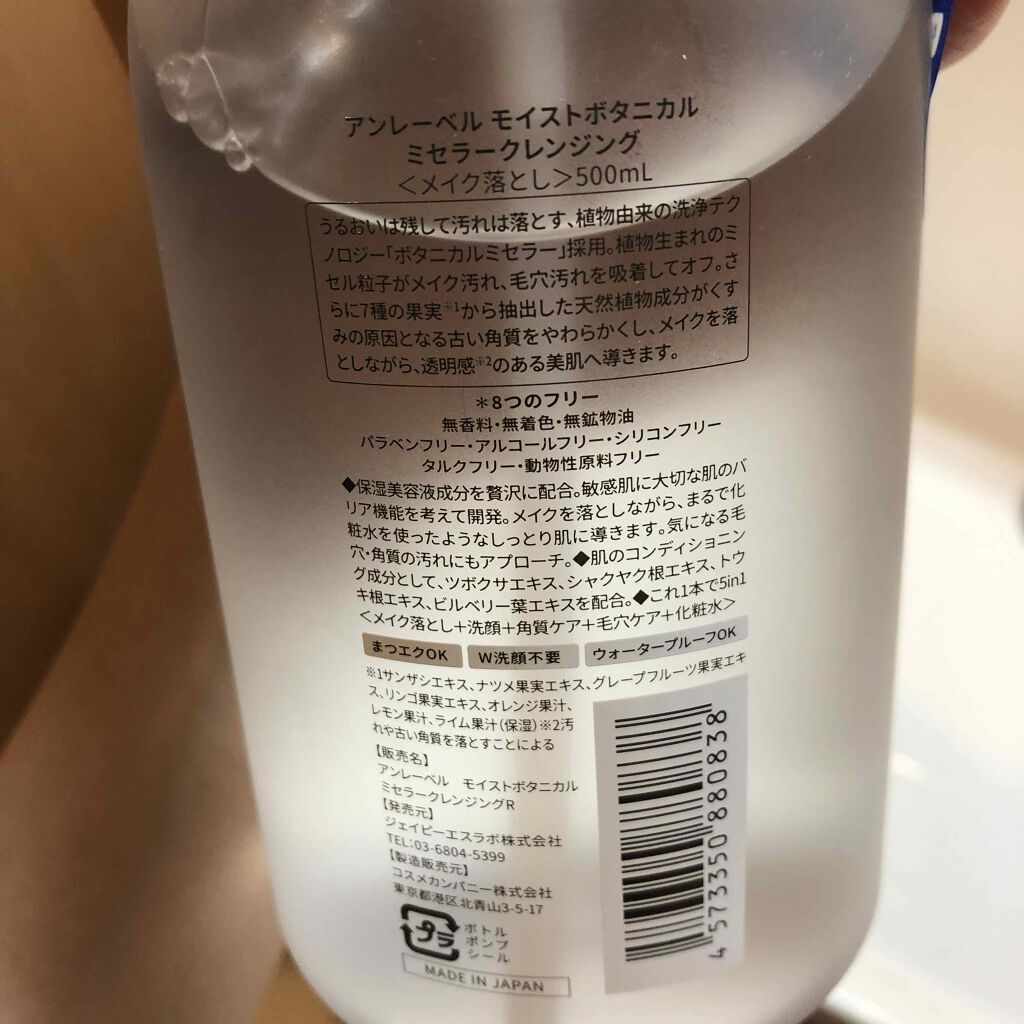 アンレーベル モイストボタニカル
ミセラークレンジング
＜メイク落とし＞500mL
うるおいは残して汚れは落とす、植物由来の洗浄テク
ノロジー「ボタニカルミセラー」採用。植物生まれのミ
セル粒子がメイク汚れ、毛穴汚れを吸着してオフ。さ
らに7種の果実※1から抽出した天然植物成分がくす
みの原因となる古い角質をやわらかくし、メイクを落
としながら、透明感※2のある美肌へ導きます。
＊8つのフリー
無香料・無着色・無鉱物油
パラベンフリー・アルコールフリー・シリコンフリー
タルクフリー・動物性原料フリー
◆保湿美容液成分を贅沢に配合。敏感肌に大切な肌のバ
リア機能を考えて開発。メイクを落としながら、まるで化
粧水を使ったようなしっとり肌に導きます。気になる毛
穴・角質の汚れにもアプローチ。◆肌のコンディショニン
グ成分として、ツボクサエキス、シャクヤク根エキス、トウ
キ根エキス、ビルベリー葉エキスを配合。◆これ1本で5in1
＜メイク落とし＋洗顔＋角質ケア＋毛穴ケア＋化粧水＞
まつエクOK W洗顔不要 ウォータープルーフOK
※1サンザシエキス、ナツメ果実エキス、グレープフルーツ果実エキ
ス、リンゴ果実エキス、オレンジ果汁、
レモン果汁、ライム果汁（保湿）※2汚
れや古い角質を落とすことによる
【販売名】
アンレーベル モイストボタニカル
ミセラークレンジングR
【発売元】
ジェイピーエスラボ株式会社
TEL：03-6804-5399
【製造販売元】
コスメカンパニー株式会社
東京都港区北青山3-5-17
プラ
ボトル
ポンプ
シール
MADE IN JAPAN
4573350880838